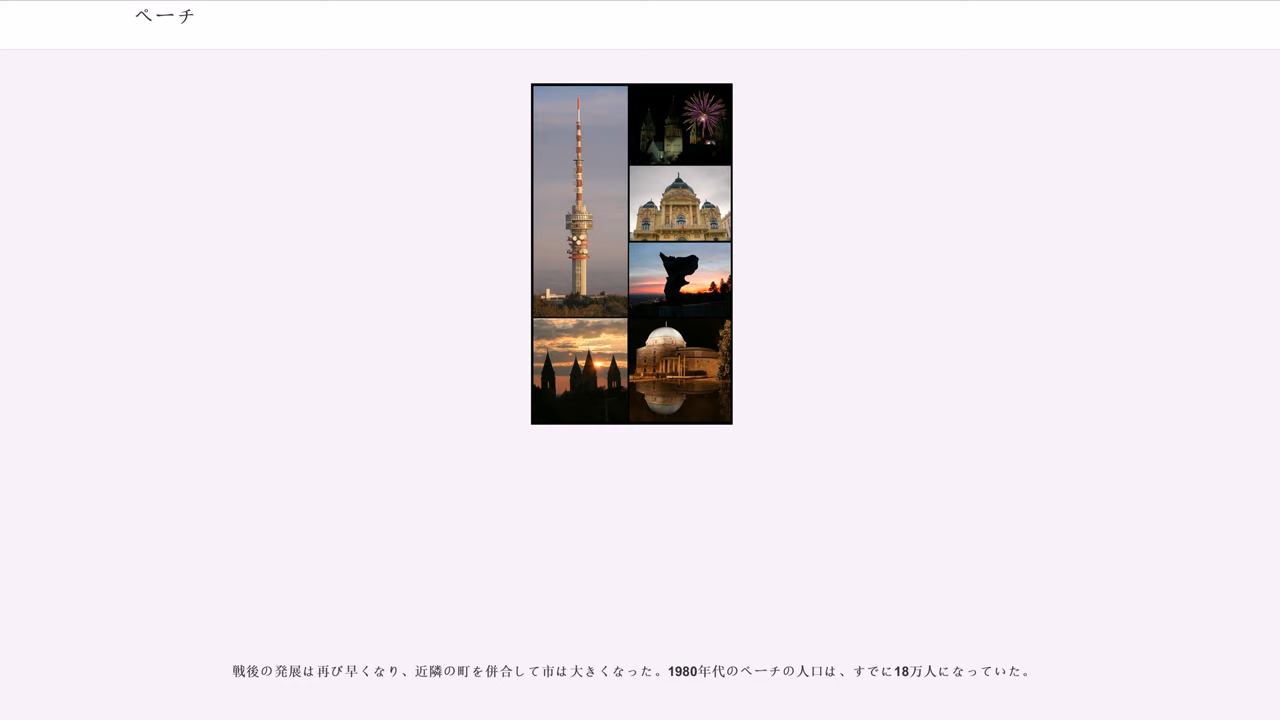 ペーチ
戦後の発展は再び早くなり、近隣の町を併合して市は大きくなった。1980年代のペーチの人口は、すでに18万人になっていた。